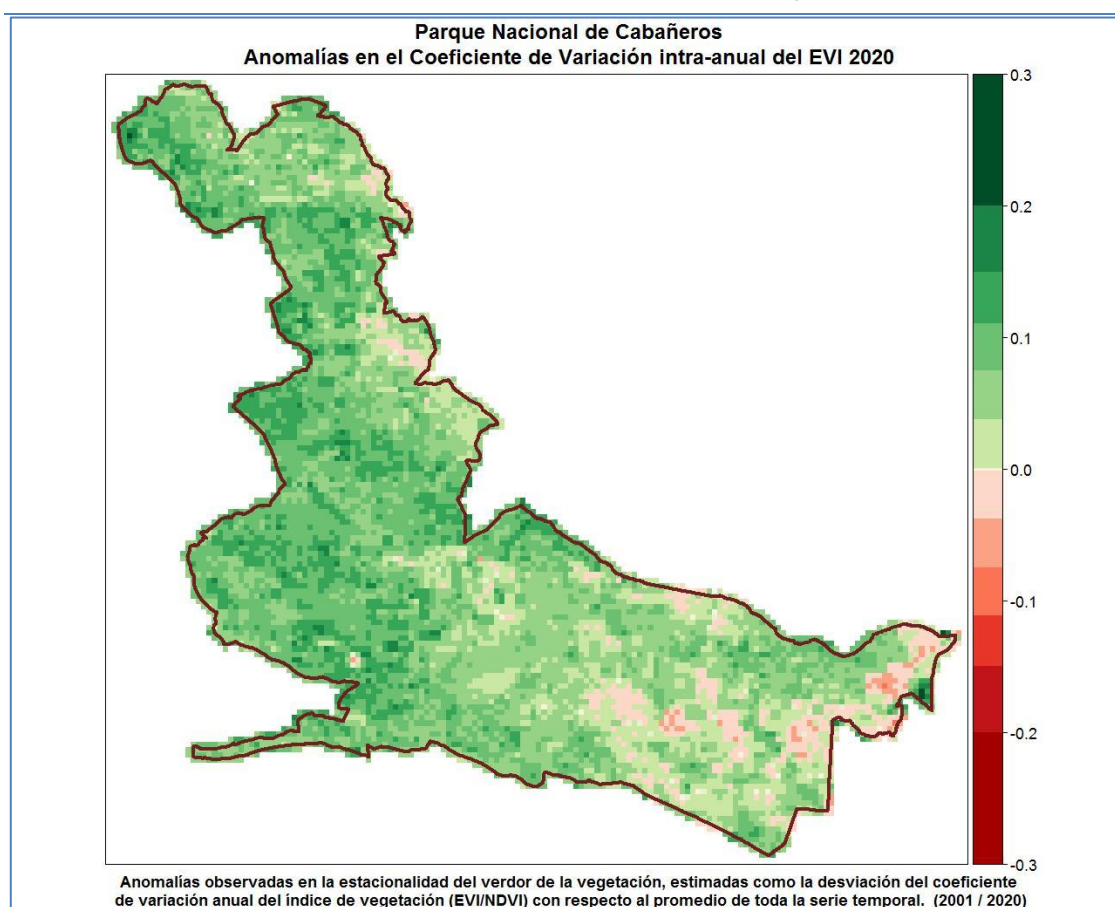 Parque Nacional de Cabañeros
Anomalías en el Coeficiente de Variación intra-anual del EVI 2020
0.3
0.2
0.1
0.0
-0.1
-0.2
-0.3
Anomalías observadas en la estacionalidad del verdor de la vegetación, estimadas como la desviación del coeficiente
de variación anual del índice de vegetación (EVI/NDVI) con respecto al promedio de toda la serie temporal. (2001 / 2020)